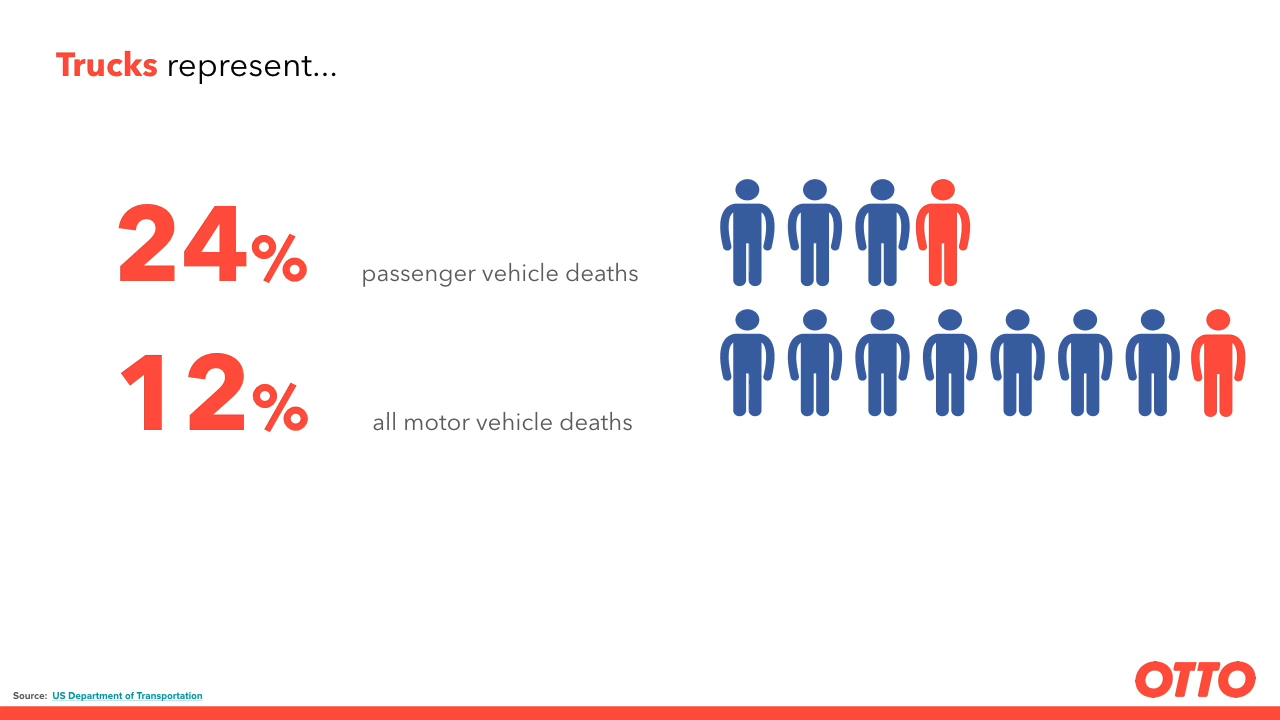 Trucks represent...
24%
passenger vehicle deaths
12%
all motor vehicle deaths
OTTO
Source: US Department of Transportation